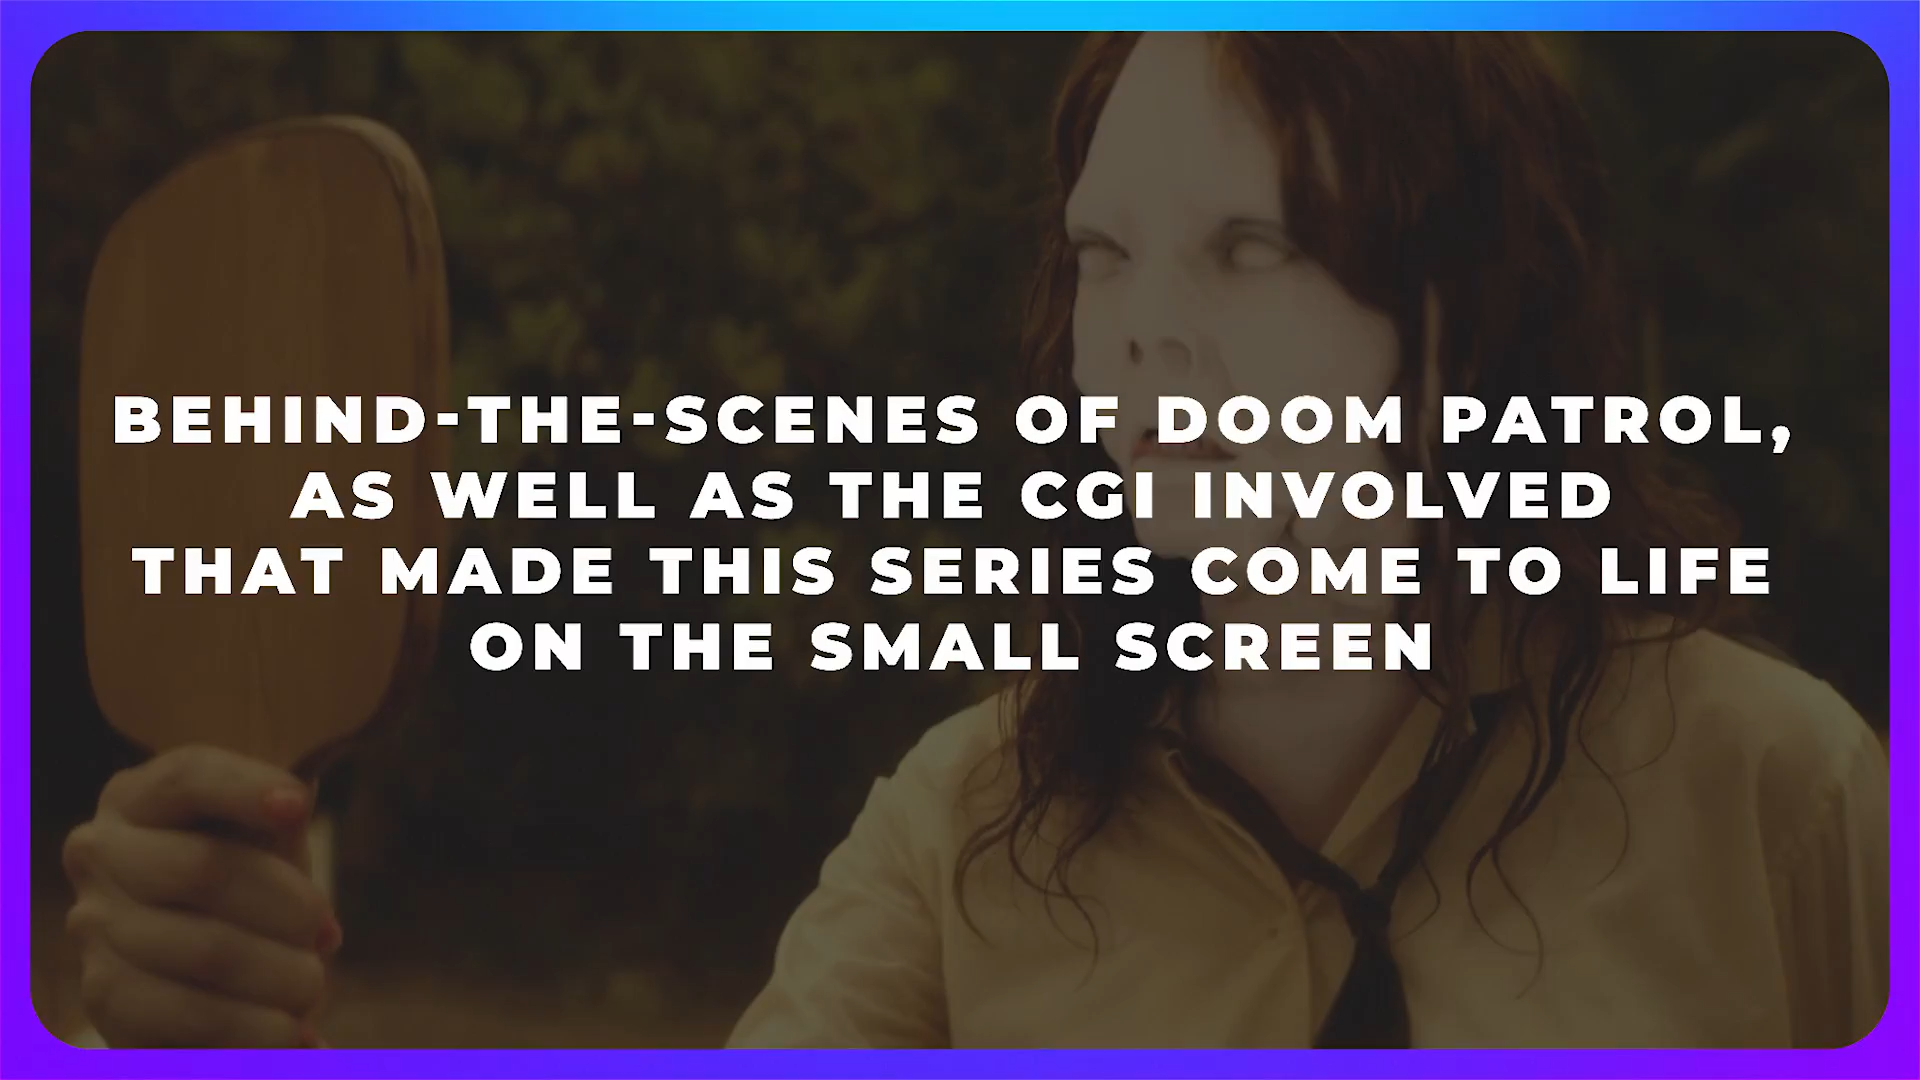 BEHIND-THE-SCENES OF DOOM PATROL,
AS WELL AS THE CGI INVOLVED
THAT MADE THIS SERIES COME TO LIFE
ON THE SMALL SCREEN